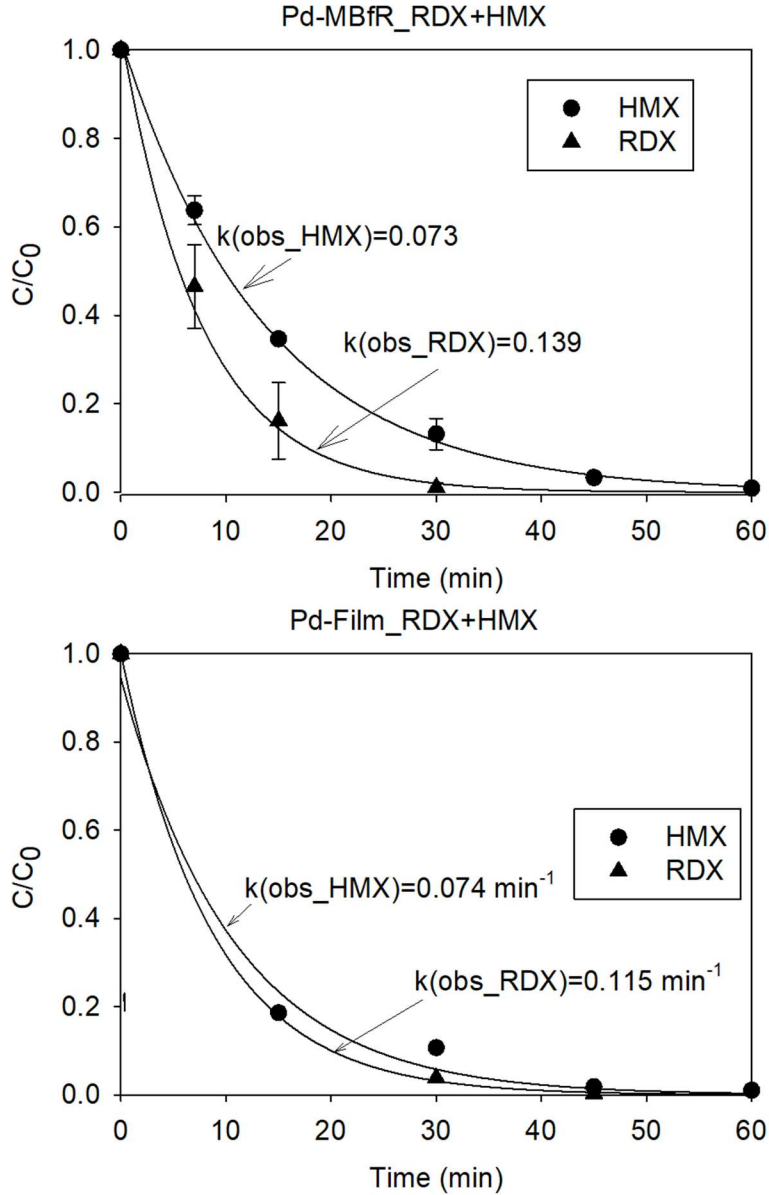 Pd-MBfR_RDX+HMX
1.0
HMX
RDX
0.8
0.6
k(obs_HMX)=0.073
C/C0
0.4
k(obs_RDX)=0.139
0.2
0.0
0 10 20 30 40 50 60
Time (min)
Pd-Film_RDX+HMX
1.0
0.8
HMX
RDX
0.6
C/C0
k(obs_HMX)=0.074 min-1
0.4
k(obs_RDX)=0.115 min-1
0.2
0.0
0 10 20 30 40 50 60
Time (min)